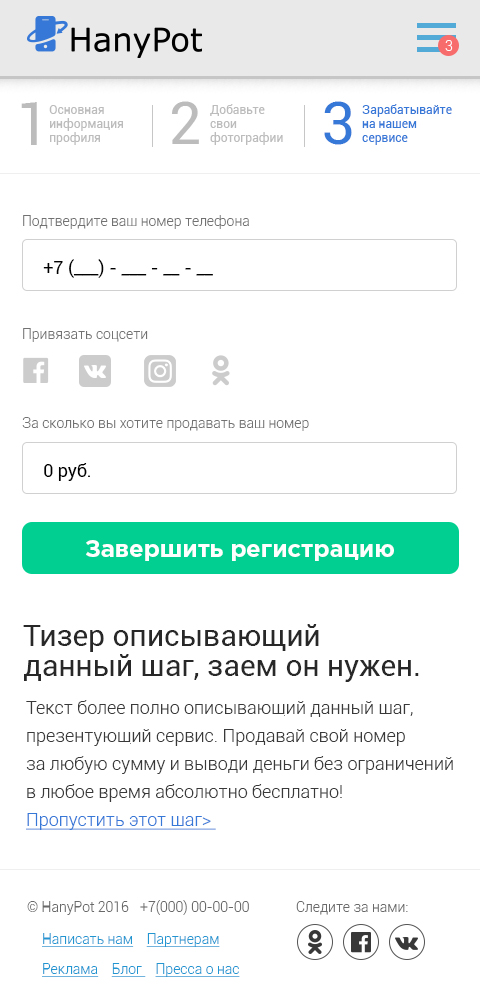 HanyPot
3
1 Основная
информация
профиля
2 Добавьте
свои
фотографии
3 Зарабатывайте
на нашем
сервисе
Подтвердите ваш номер телефона
+7 (___) - ___ - __ - __
Привязать соцсети
За сколько вы хотите продавать ваш номер
0 руб.
Завершить регистрацию
Тизер описывающий
данный шаг, заем он нужен.
Текст более полно описывающий данный шаг,
презентующий сервис. Продавай свой номер
за любую сумму и выводи деньги без ограничений
в любое время абсолютно бесплатно!
Пропустить этот шаг>
© HanyPot 2016 +7(000) 00-00-00
Написать нам Партнерам
Реклама Блог Пресса о нас
Следите за нами: